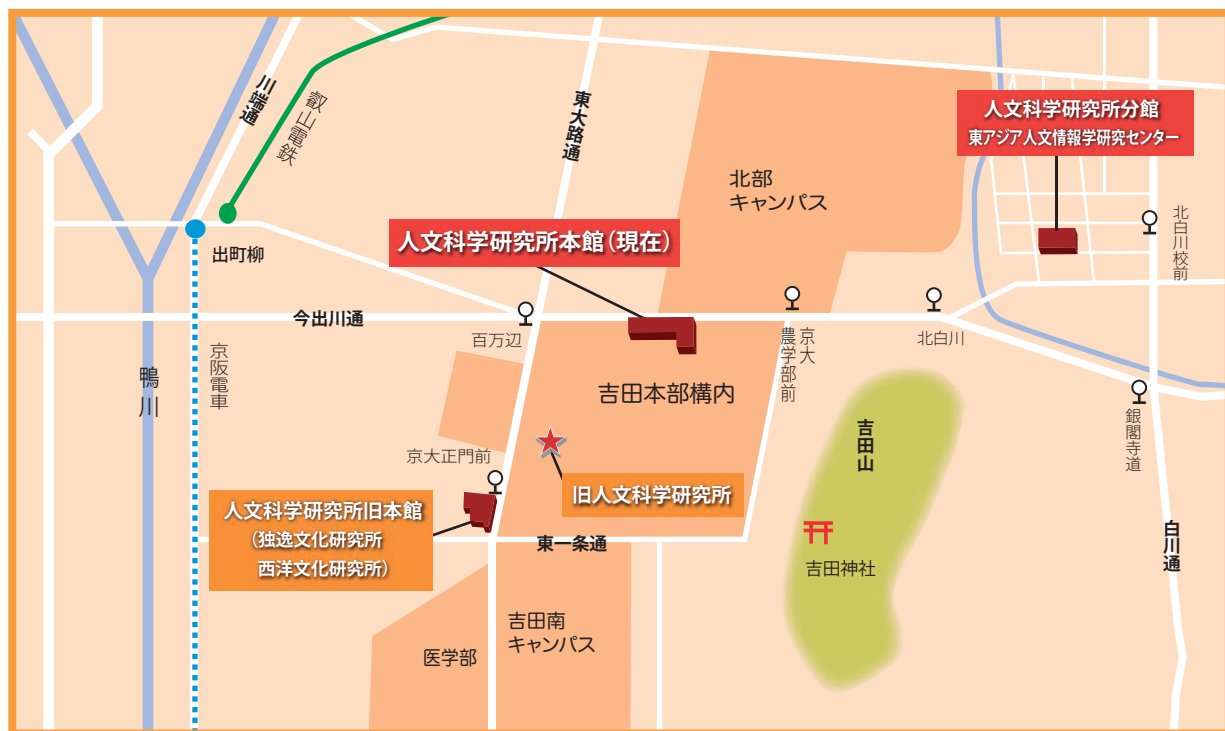 川端通
叡山電鉄
東大路通
人文科学研究所分館
東アジア人文情報学研究センター
北部
キャンパス
北白川校前
人文科学研究所本館(現在)
出町柳
今出川通
百万辺
京大
農学部前
北白川
京阪電車
鴨川
吉田本部構内
吉田山
銀閣寺道
京大正門前
旧人文科学研究所
人文科学研究所旧本館
(独逸文化研究所
西洋文化研究所)
東一条通
吉田神社
白川通
吉田南
キャンパス
医学部